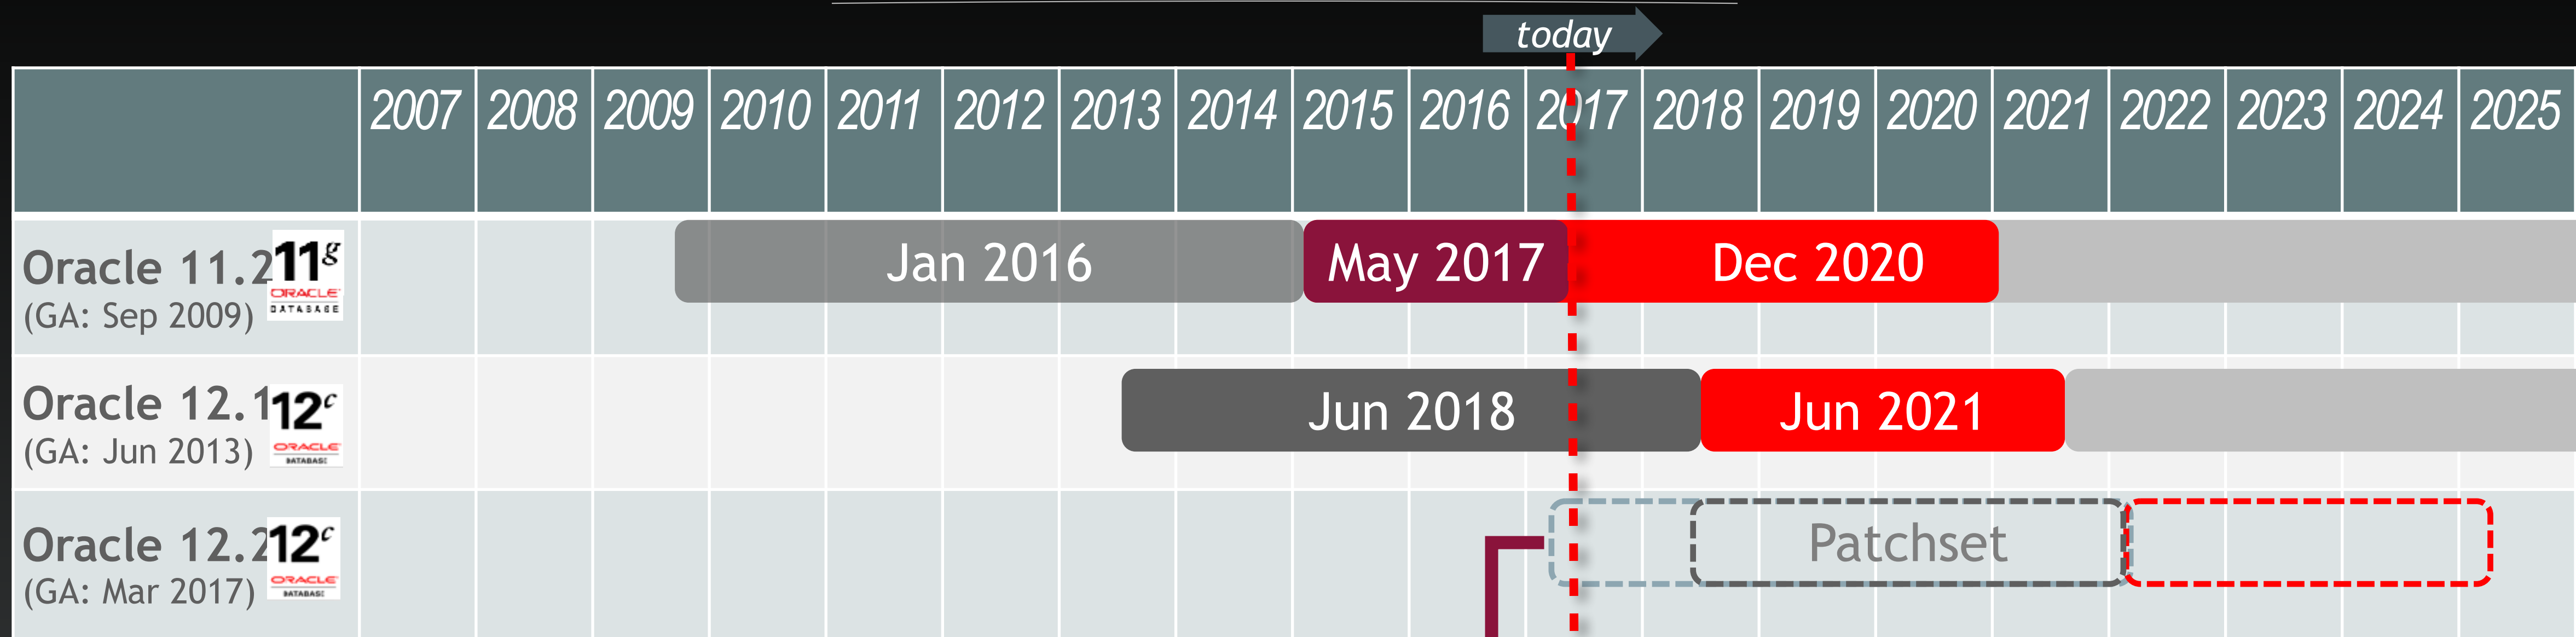 today
2007 2008 2009 2010 2011 2012 2013 2014 2015 2016 2017 2018 2019 2020 2021 2022 2023 2024 2025
Oracle 11.2
11g
ORACLE
DATABASE
(GA: Sep 2009)
Jan 2016 May 2017 Dec 2020
Oracle 12.1
12c
ORACLE
DATABASE
(GA: Jun 2013)
Jun 2018 Jun 2021
Oracle 12.2
12c
ORACLE
DATABASE
(GA: Mar 2017)
Patchset